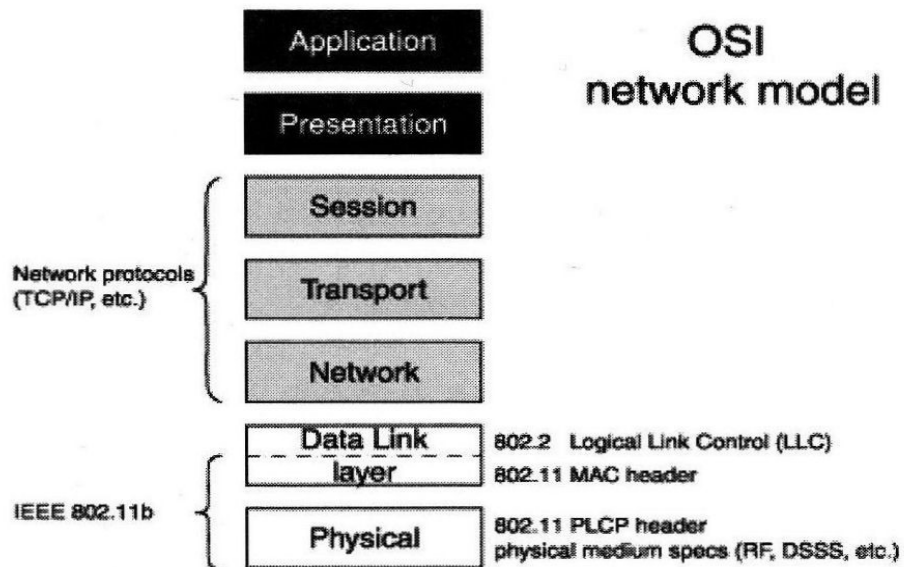 OSI
network model
Application
Presentation
Session
Network protocols
(TCP/IP, etc.)
Transport
Network
Data Link
layer
802.2 Logical Link Control (LLC)
802.11 MAC header
IEEE 802.11b
Physical
802.11 PLCP header
physical medium specs (RF, DSSS, etc.)